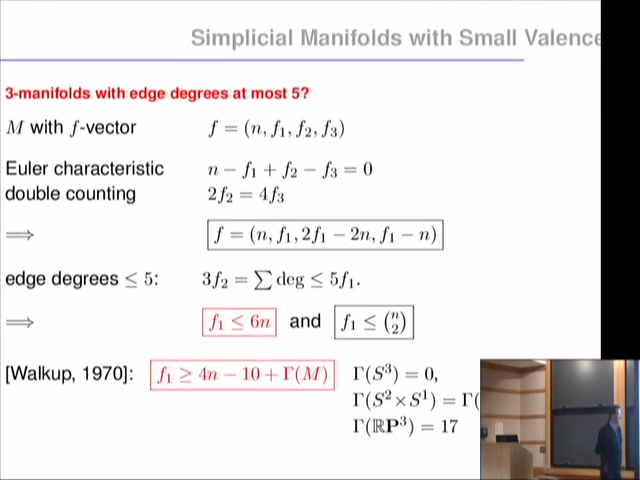 Simplicial Manifolds with Small Valence
3-manifolds with edge degrees at most 5?
M with f-vector f = (n, f₁, f₂, f₃)
Euler characteristic n − f₁ + f₂ − f₃ = 0
double counting 2f₂ = 4f₃
⟹ f = (n, f₁, 2f₁ − 2n, f₁ − n)
edge degrees ≤ 5: 3f₂ = ∑ deg ≤ 5f₁.
⟹ f₁ ≤ 6n and f₁ ≤ (n 2)
[Walkup, 1970]: f₁ ≥ 4n − 10 + Γ(M) Γ(S³) = 0,
Γ(S²×S¹) = Γ(
Γ(ℝP³) = 17